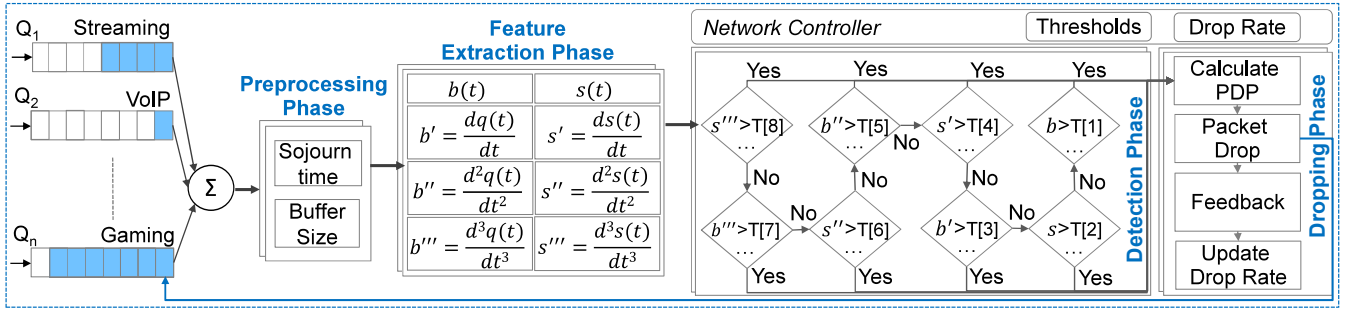 Q1
Streaming
Q2
VoIP
Qn
Gaming
Σ
Preprocessing
Phase
Sojourn
time
Buffer
Size
Feature
Extraction Phase
b(t)
s(t)
b′ = dq(t)/dt
s′ = ds(t)/dt
b″ = d²q(t)/dt²
s″ = d²s(t)/dt²
b‴ = d³q(t)/dt³
s‴ = d³s(t)/dt³
Network Controller
Thresholds
Drop Rate
Yes
Yes
Yes
Yes
s‴>T[8]
...
b″>T[5]
...
No
s′>T[4]
...
b>T[1]
...
No
No
No
No
b‴>T[7]
...
No
s″>T[6]
...
b′>T[3]
...
No
s>T[2]
...
Yes
Yes
Yes
Yes
Detection Phase
Calculate
PDP
Packet
Drop
Feedback
Update
Drop Rate
Dropping Phase